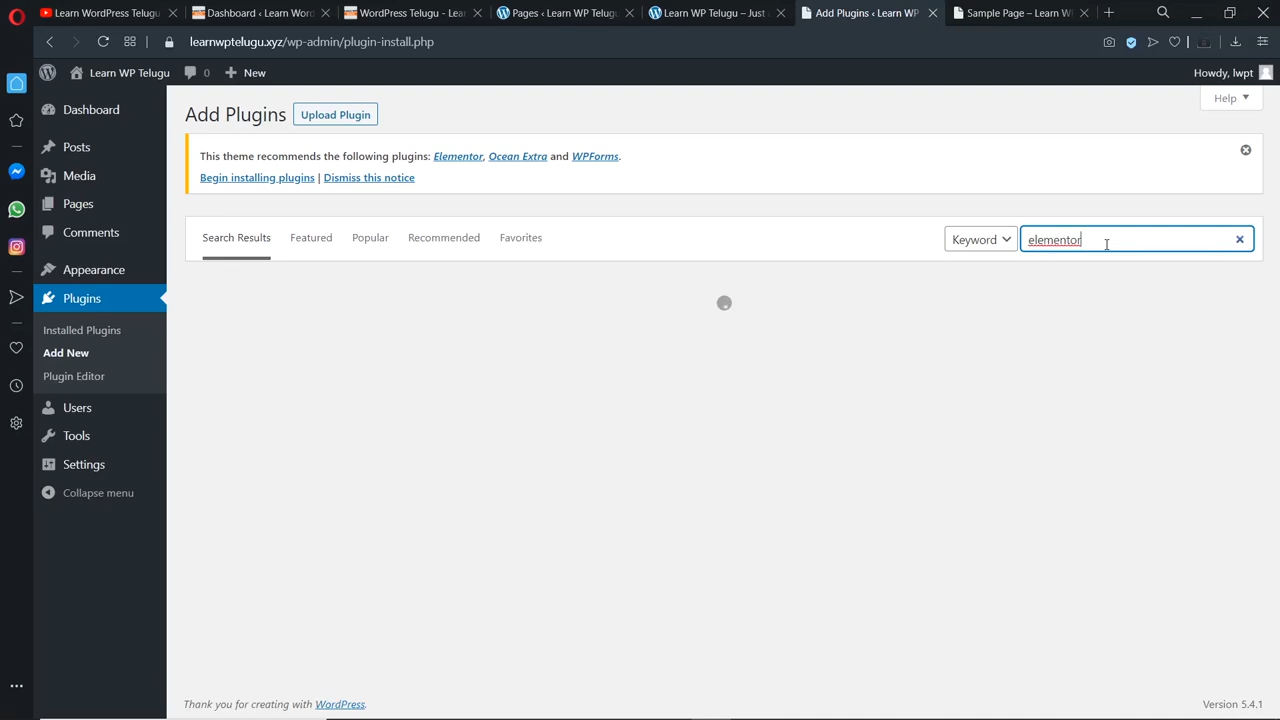 Learn WordPress Telugu
Dashboard ‹ Learn Word
WordPress Telugu - Lea
Pages ‹ Learn WP Telugu
Learn WP Telugu – Just a
Add Plugins ‹ Learn WP
Sample Page – Learn W
learnwptelugu.xyz/wp-admin/plugin-install.php
Learn WP Telugu 0 New Howdy, lwpt
Dashboard
Posts
Media
Pages
Comments
Appearance
Plugins
Installed Plugins
Add New
Plugin Editor
Users
Tools
Settings
Collapse menu
Help
Add Plugins Upload Plugin
This theme recommends the following plugins: Elementor, Ocean Extra and WPForms.
Begin installing plugins | Dismiss this notice
Search Results Featured Popular Recommended Favorites Keyword elementor
Thank you for creating with WordPress. Version 5.4.1